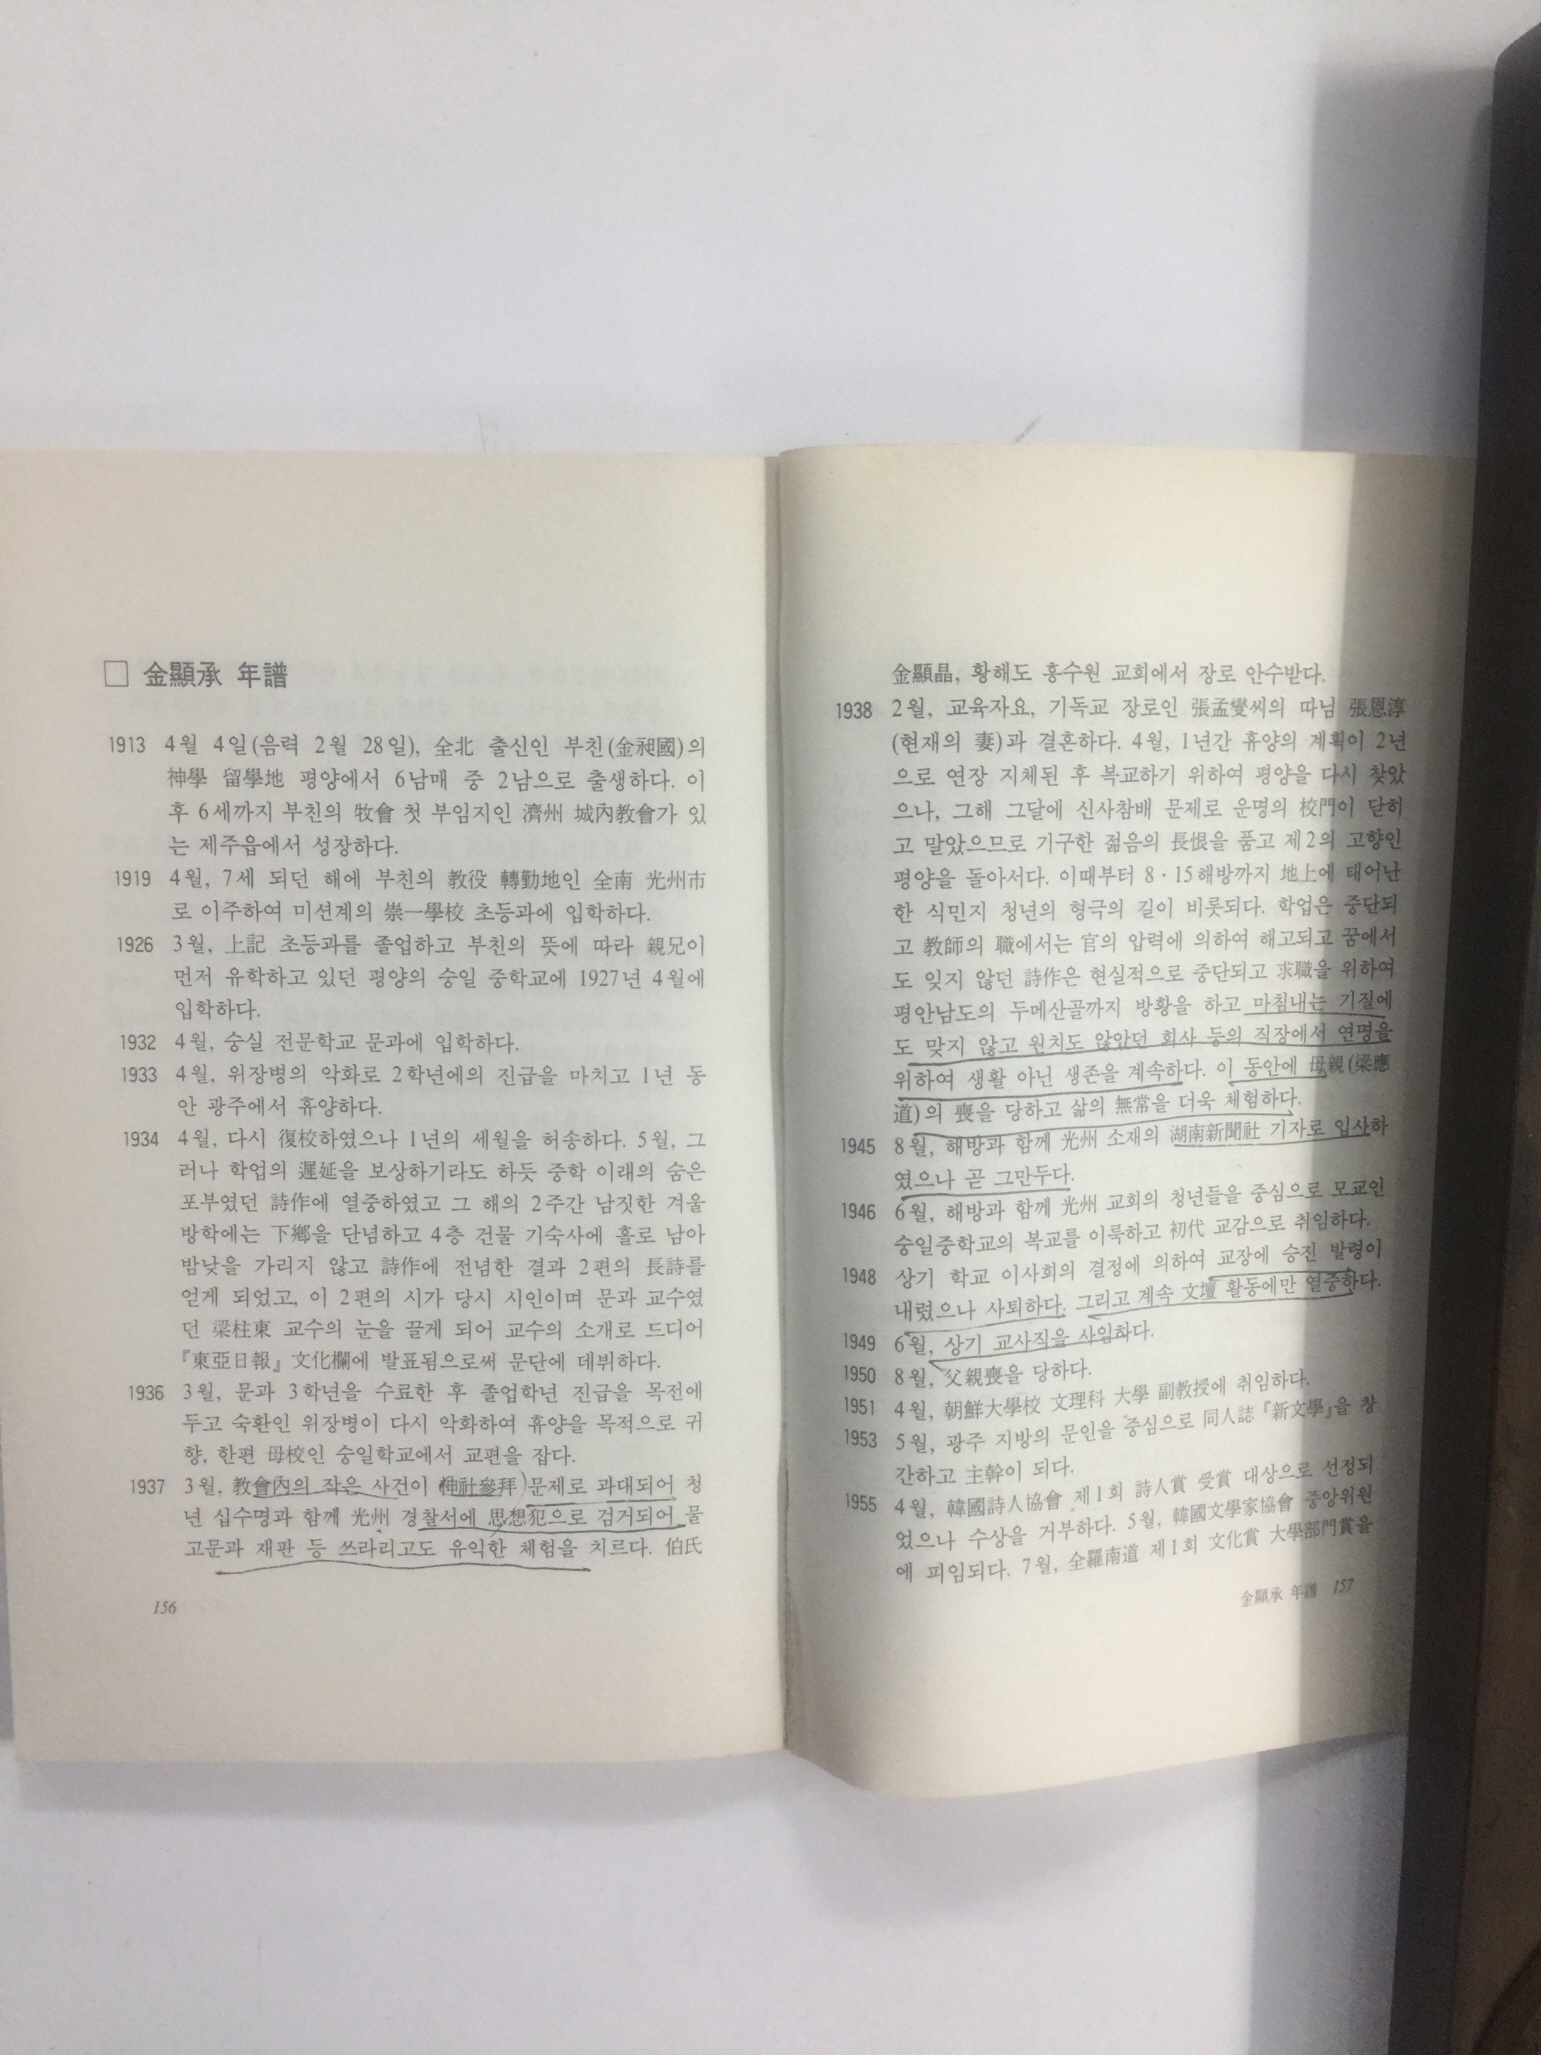 □ 金顯承 年譜
1913 4월 4일(음력 2월 28일), 全北 출신인 부친(金昶國)의
神學 留學地 평양에서 6남매 중 2남으로 출생하다. 이
후 6세까지 부친의 牧會 첫 부임지인 濟州 城內教會가 있
는 제주읍에서 성장하다.
1919 4월, 7세 되던 해에 부친의 教役 轉勤地인 全南 光州市
로 이주하여 미션계의 崇一學校 초등과에 입학하다.
1926 3월, 上記 초등과를 졸업하고 부친의 뜻에 따라 親兄이
먼저 유학하고 있던 평양의 숭일 중학교에 1927년 4월에
입학하다.
1932 4월, 숭실 전문학교 문과에 입학하다.
1933 4월, 위장병의 악화로 2학년에의 진급을 마치고 1년 동
안 광주에서 휴양하다.
1934 4월, 다시 復校하였으나 1년의 세월을 허송하다. 5월, 그
러나 학업의 遲延을 보상하기라도 하듯 중학 이래의 숨은
포부였던 詩作에 열중하였고 그 해의 2주간 남짓한 겨울
방학에는 下鄕을 단념하고 4층 건물 기숙사에 홀로 남아
밤낮을 가리지 않고 詩作에 전념한 결과 2편의 長詩를
얻게 되었고, 이 2편의 시가 당시 시인이며 문과 교수였
던 梁柱東 교수의 눈을 끌게 되어 교수의 소개로 드디어
『東亞日報』 文化欄에 발표됨으로써 문단에 데뷔하다.
1936 3월, 문과 3학년을 수료한 후 졸업학년 진급을 목전에
두고 숙환인 위장병이 다시 악화하여 휴양을 목적으로 귀
향, 한편 母校인 숭일학교에서 교편을 잡다.
1937 3월, 教會內의 작은 사건이 神社參拜 문제로 과대되어 청
년 십수명과 함께 光州 경찰서에 思想犯으로 검거되어 물
고문과 재판 등 쓰라리고도 유익한 체험을 치르다. 伯氏
156
金顯晶, 황해도 흥수원 교회에서 장로 안수받다.
1938 2월, 교육자요, 기독교 장로인 張孟燮씨의 따님 張恩淳
(현재의 妻)과 결혼하다. 4월, 1년간 휴양의 계획이 2년
으로 연장 지체된 후 복교하기 위하여 평양을 다시 찾았
으나, 그해 그달에 신사참배 문제로 운명의 校門이 닫히
고 말았으므로 기구한 젊음의 長恨을 품고 제2의 고향인
평양을 돌아서다. 이때부터 8·15해방까지 地上에 태어난
한 식민지 청년의 형극의 길이 비롯되다. 학업은 중단되
고 教師의 職에서는 官의 압력에 의하여 해고되고 꿈에서
도 잊지 않던 詩作은 현실적으로 중단되고 求職을 위하여
평안남도의 두메산골까지 방황을 하고 마침내는 기질에
도 맞지 않고 원치도 않았던 회사 등의 직장에서 연명을
위하여 생활 아닌 생존을 계속하다. 이 동안에 母親(梁應
道)의 喪을 당하고 삶의 無常을 더욱 체험하다.
1945 8월, 해방과 함께 光州 소재의 湖南新聞社 기자로 입사하
였으나 곧 그만두다.
1946 6월, 해방과 함께 光州 교회의 청년들을 중심으로 모교인
숭일중학교의 복교를 이룩하고 初代 교감으로 취임하다.
1948 상기 학교 이사회의 결정에 의하여 교장에 승진 발령이
내렸으나 사퇴하다. 그리고 계속 文壇 활동에만 열중하다.
1949 6월, 상기 교사직을 사임하다.
1950 8월, 父親喪을 당하다.
1951 4월, 朝鮮大學校 文理科 大學 副教授에 취임하다.
1953 5월, 광주 지방의 문인을 중심으로 同人誌 『新文學』을 창
간하고 主幹이 되다.
1955 4월, 韓國詩人協會 제1회 詩人賞 受賞 대상으로 선정되
었으나 수상을 거부하다. 5월, 韓國文學家協會 중앙위원
에 피임되다. 7월, 全羅南道 제1회 文化賞 大學部門賞을
金顯承 年譜 157